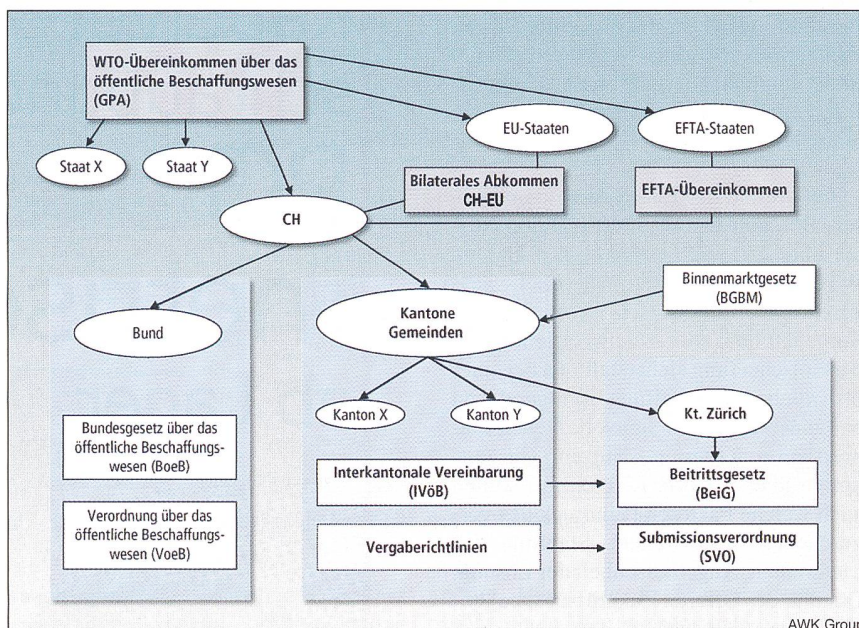 WTO-Übereinkommen über das
öffentliche Beschaffungswesen
(GPA)
EU-Staaten
EFTA-Staaten
Staat X
Staat Y
Bilaterales Abkommen
CH–EU
EFTA-Übereinkommen
CH
Binnenmarktgesetz
(BGBM)
Bund
Kantone
Gemeinden
Kanton X
Kanton Y
Kt. Zürich
Bundesgesetz über das
öffentliche Beschaffungs-
wesen (BoeB)
Interkantonale Vereinbarung
(IVöB)
Beitrittsgesetz
(BeiG)
Verordnung über das
öffentliche Beschaffungs-
wesen (VoeB)
Vergaberichtlinien
Submissionsverordnung
(SVO)
AWK Group